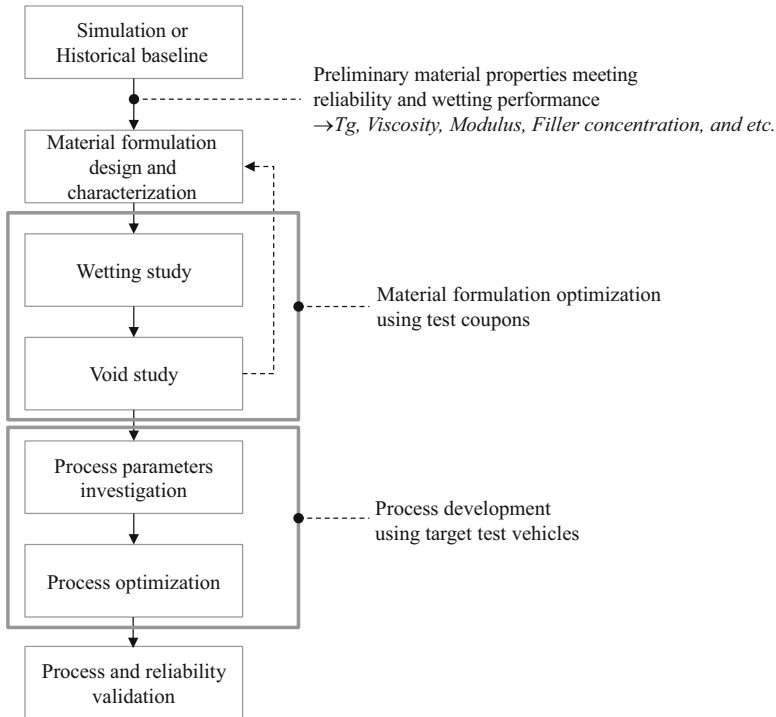 Simulation or
Historical baseline
Preliminary material properties meeting
reliability and wetting performance
→Tg, Viscosity, Modulus, Filler concentration, and etc.
Material formulation
design and
characterization
Wetting study
Material formulation optimization
using test coupons
Void study
Process parameters
investigation
Process development
using target test vehicles
Process optimization
Process and reliability
validation